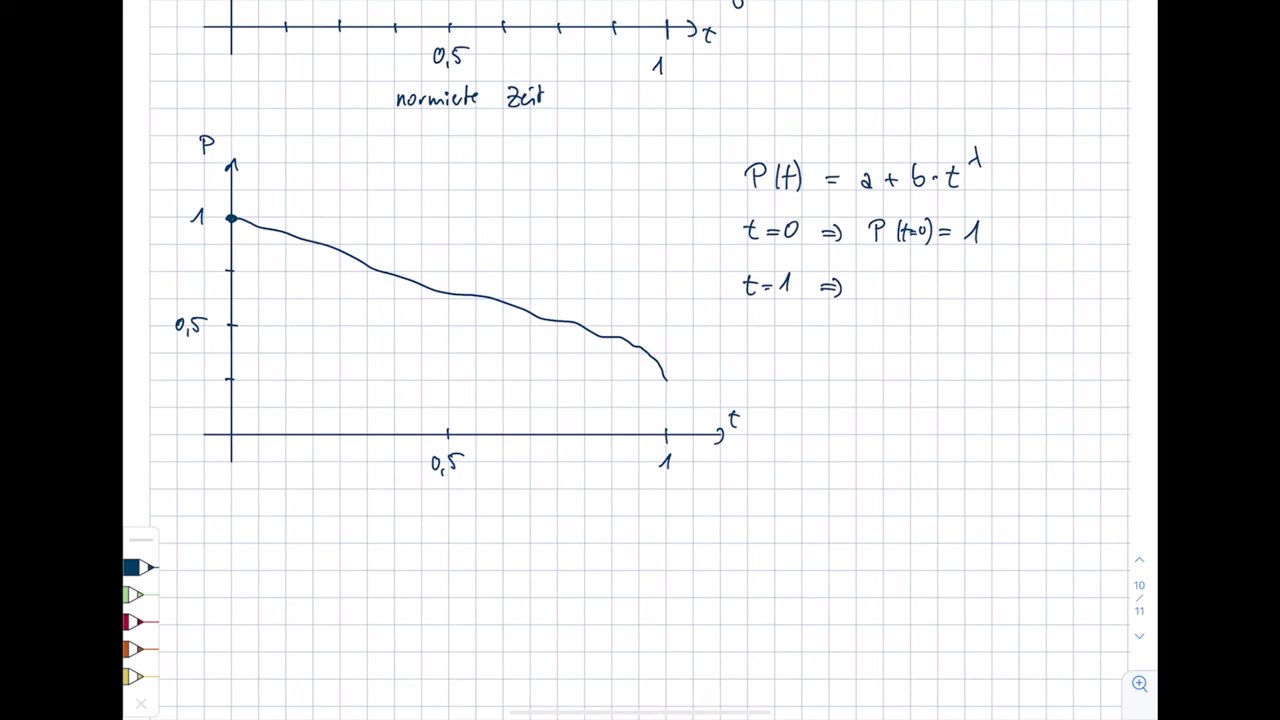 t
0,5
1
normierte Zeit
P
1
0,5
t
0,5
1
P(t) = a + b · t^λ
t=0 ⇒ P(t=0) = 1
t=1 ⇒
10
/
11